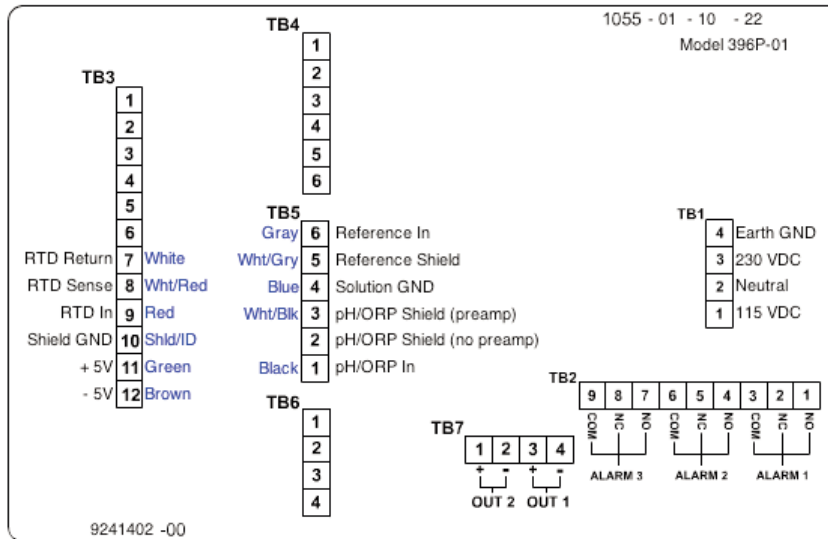 1055 - 01 - 10 - 22
Model 396P-01
TB4
1
2
3
4
5
6
TB3
1
2
3
4
5
6
RTD Return 7 White
RTD Sense 8 Wht/Red
RTD In 9 Red
Shield GND 10 Shld/ID
+ 5V 11 Green
- 5V 12 Brown
TB5
Gray 6 Reference In
Wht/Gry 5 Reference Shield
Blue 4 Solution GND
Wht/Blk 3 pH/ORP Shield (preamp)
2 pH/ORP Shield (no preamp)
Black 1 pH/ORP In
TB1
4 Earth GND
3 230 VDC
2 Neutral
1 115 VDC
TB6
1
2
3
4
TB7
1 2 3 4
+ - + -
OUT 2 OUT 1
TB2
9 8 7 6 5 4 3 2 1
COM NC NO COM NC NO COM NC NO
ALARM 3 ALARM 2 ALARM 1
9241402 -00